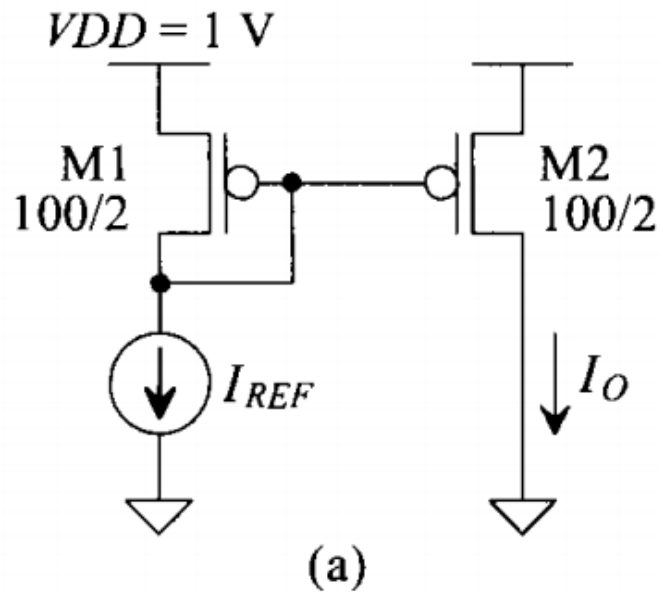 VDD = 1 V
M1
100/2
M2
100/2
I_REF
I_O
(a)